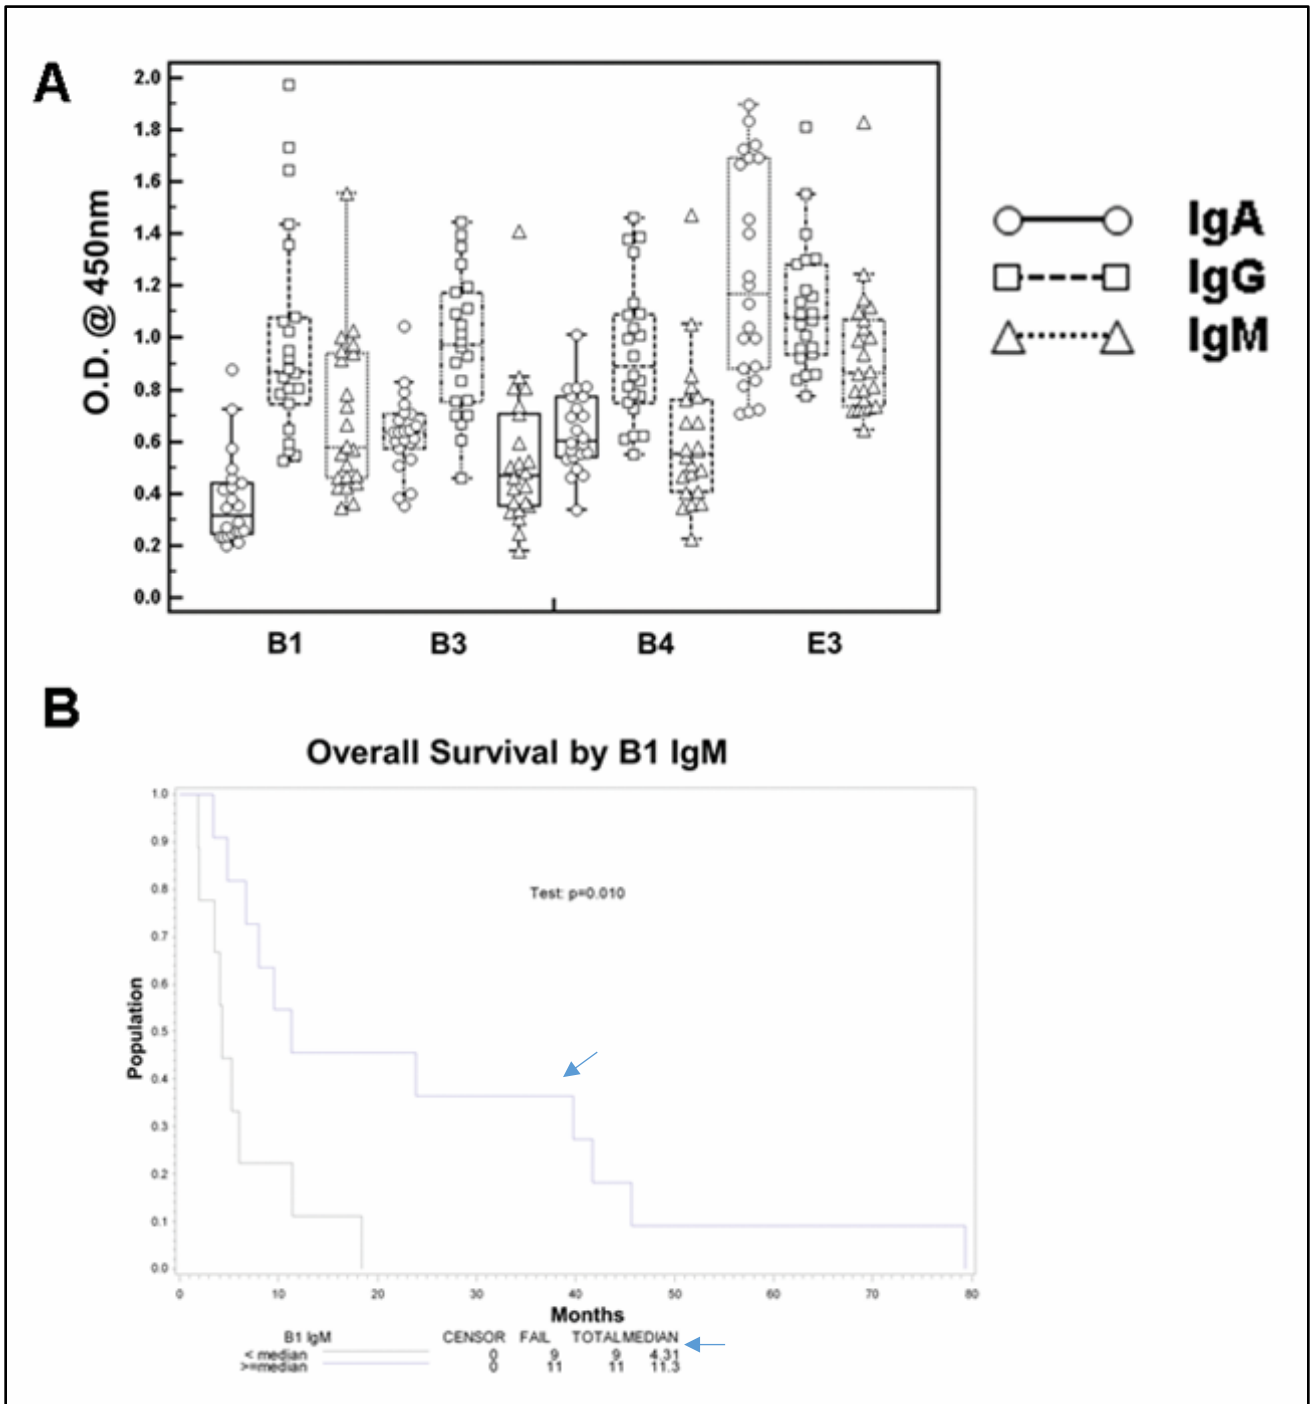 A
2.0
1.8
1.6
1.4
1.2
1.0
0.8
0.6
0.4
0.2
0.0
O.D. @ 450nm
B1 B3 B4 E3
IgA
IgG
IgM
B
Overall Survival by B1 IgM
1.0
0.9
0.8
0.7
0.6
0.5
0.4
0.3
0.2
0.1
0.0
Population
Test: p=0.010
0 10 20 30 40 50 60 70 80
Months
B1 IgM CENSOR FAIL TOTAL MEDIAN
< median 0 9 9 4.31
>=median 0 11 11 11.3